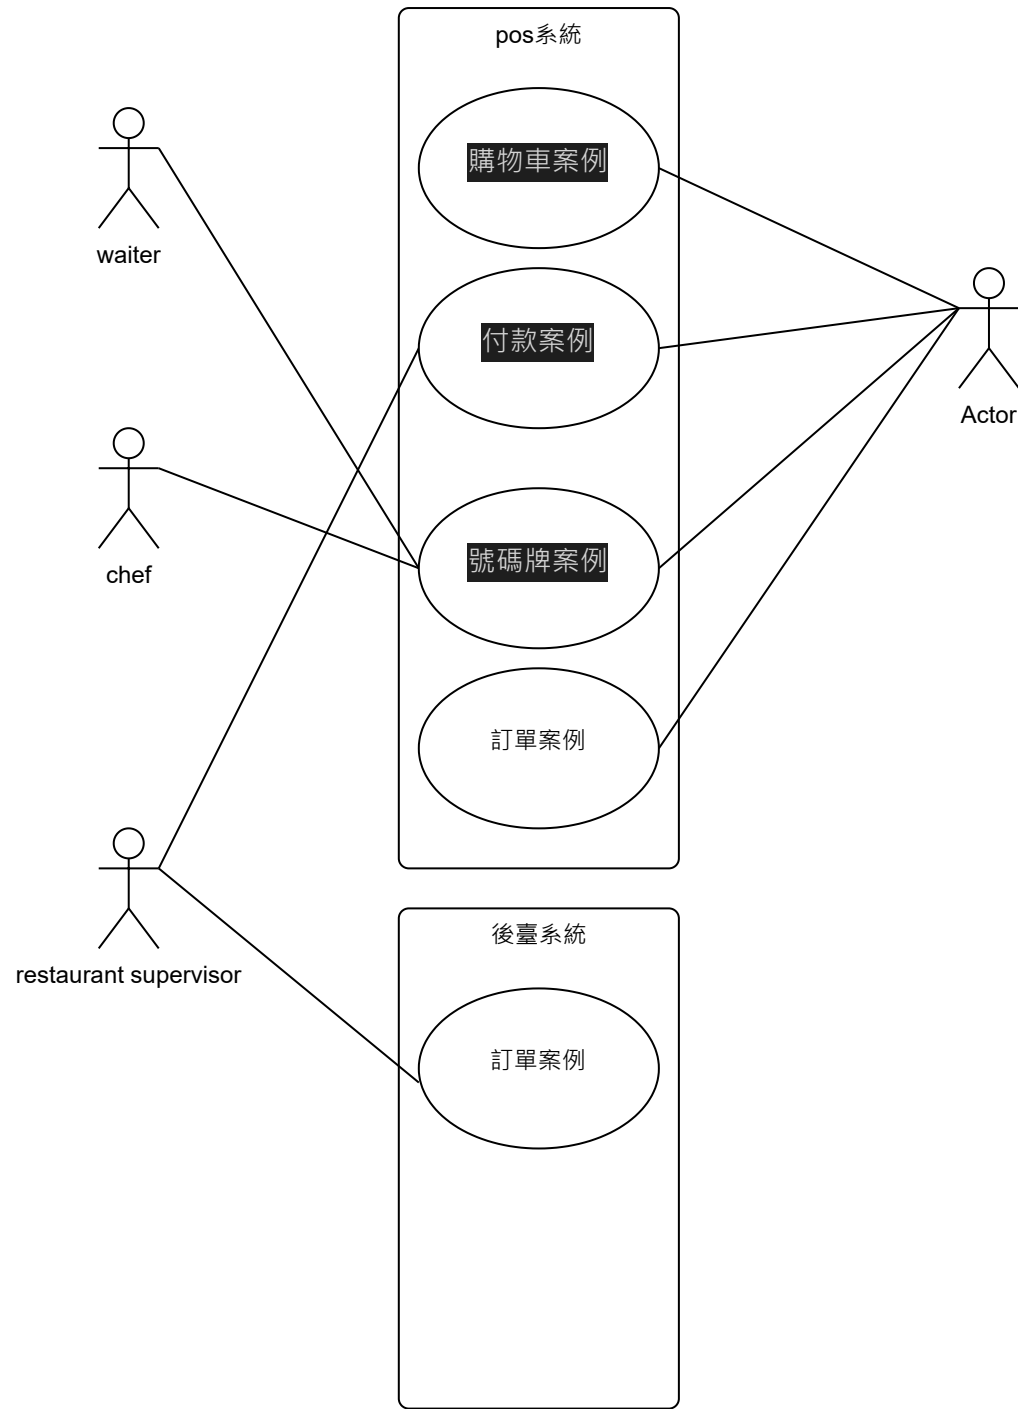 pos系統
購物車案例
waiter
付款案例
Actor
號碼牌案例
chef
訂單案例
restaurant supervisor
後臺系統
訂單案例